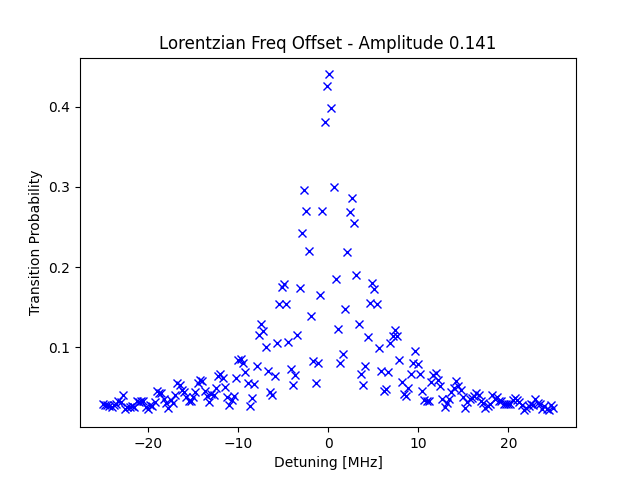 Lorentzian Freq Offset - Amplitude 0.141
Transition Probability
0.4
0.3
0.2
0.1
−20 −10 0 10 20
Detuning [MHz]